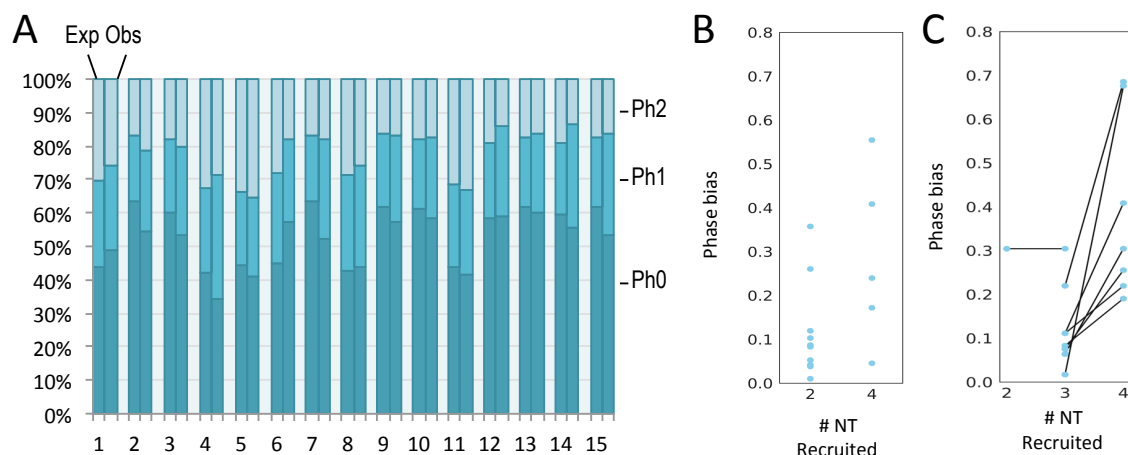 A
Exp Obs
100%
90%
80%
70%
60%
50%
40%
30%
20%
10%
0%
Ph2
Ph1
Ph0
1 2 3 4 5 6 7 8 9 10 11 12 13 14 15
B
0.8
0.7
0.6
0.5
0.4
0.3
0.2
0.1
0.0
Phase bias
2 4
# NT
Recruited
C
0.8
0.7
0.6
0.5
0.4
0.3
0.2
0.1
0.0
Phase bias
2 3 4
# NT
Recruited